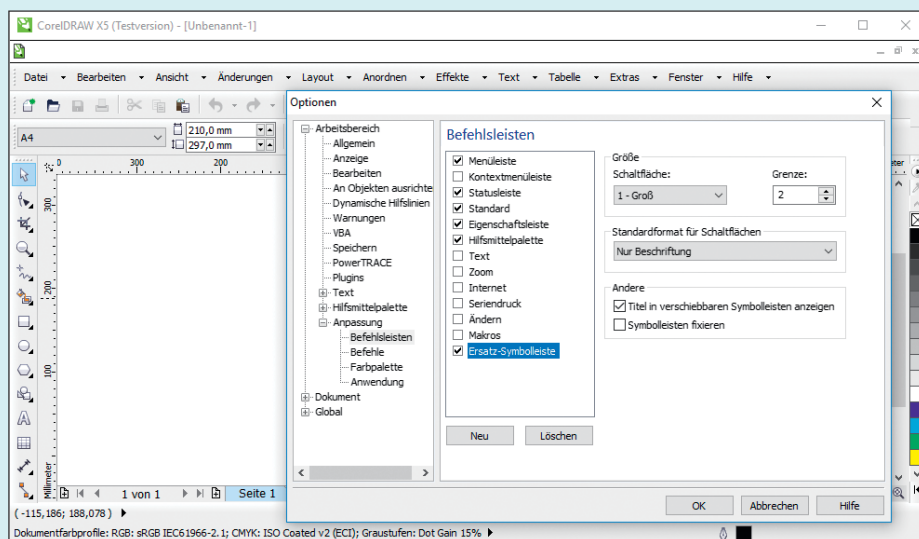 CorelDRAW X5 (Testversion) - [Unbenannt-1]
Datei Bearbeiten Ansicht Änderungen Layout Anordnen Effekte Text Tabelle Extras Fenster Hilfe
A4
210,0 mm
297,0 mm
0 300 200
300
200
100
Millimeter
Optionen
Arbeitsbereich
Allgemein
Anzeige
Bearbeiten
An Objekten ausrichte
Dynamische Hilfslinien
Warnungen
VBA
Speichern
PowerTRACE
Plugins
Text
Hilfsmittelpalette
Anpassung
Befehlsleisten
Befehle
Farbpalette
Anwendung
Dokument
Global
Befehlsleisten
Menüleiste
Kontextmenüleiste
Statusleiste
Standard
Eigenschaftsleiste
Hilfsmittelpalette
Text
Zoom
Internet
Seriendruck
Ändern
Makros
Ersatz-Symbolleiste
Neu Löschen
Größe
Schaltfläche: Grenze:
1 - Groß 2
Standardformat für Schaltflächen
Nur Beschriftung
Andere
Titel in verschiebbaren Symbolleisten anzeigen
Symbolleisten fixieren
OK Abbrechen Hilfe
1 von 1 Seite 1
(-115,186; 188,078)
Dokumentfarbprofile: RGB: sRGB IEC61966-2.1; CMYK: ISO Coated v2 (ECI); Graustufen: Dot Gain 15%